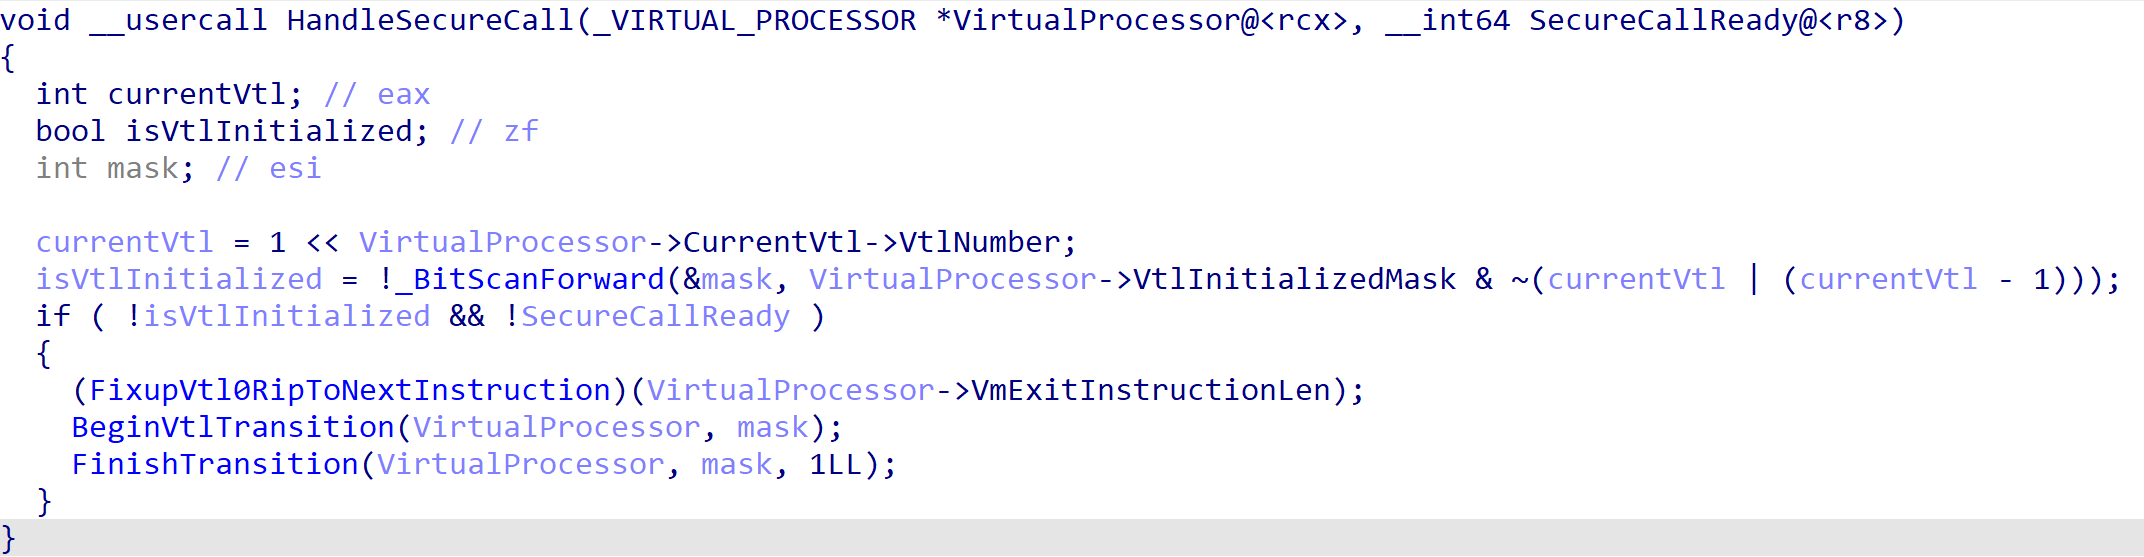 void __usercall HandleSecureCall(_VIRTUAL_PROCESSOR *VirtualProcessor@<rcx>, __int64 SecureCallReady@<r8>)
{
  int currentVtl; // eax
  bool isVtlInitialized; // zf
  int mask; // esi

  currentVtl = 1 << VirtualProcessor->CurrentVtl->VtlNumber;
  isVtlInitialized = !_BitScanForward(&mask, VirtualProcessor->VtlInitializedMask & ~(currentVtl | (currentVtl - 1)));
  if ( !isVtlInitialized && !SecureCallReady )
  {
    (FixupVtl0RipToNextInstruction)(VirtualProcessor->VmExitInstructionLen);
    BeginVtlTransition(VirtualProcessor, mask);
    FinishTransition(VirtualProcessor, mask, 1LL);
  }
}